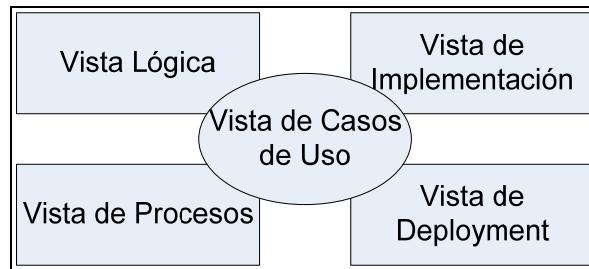 Vista Lógica
Vista de
Implementación
Vista de Casos
de Uso
Vista de Procesos
Vista de
Deployment